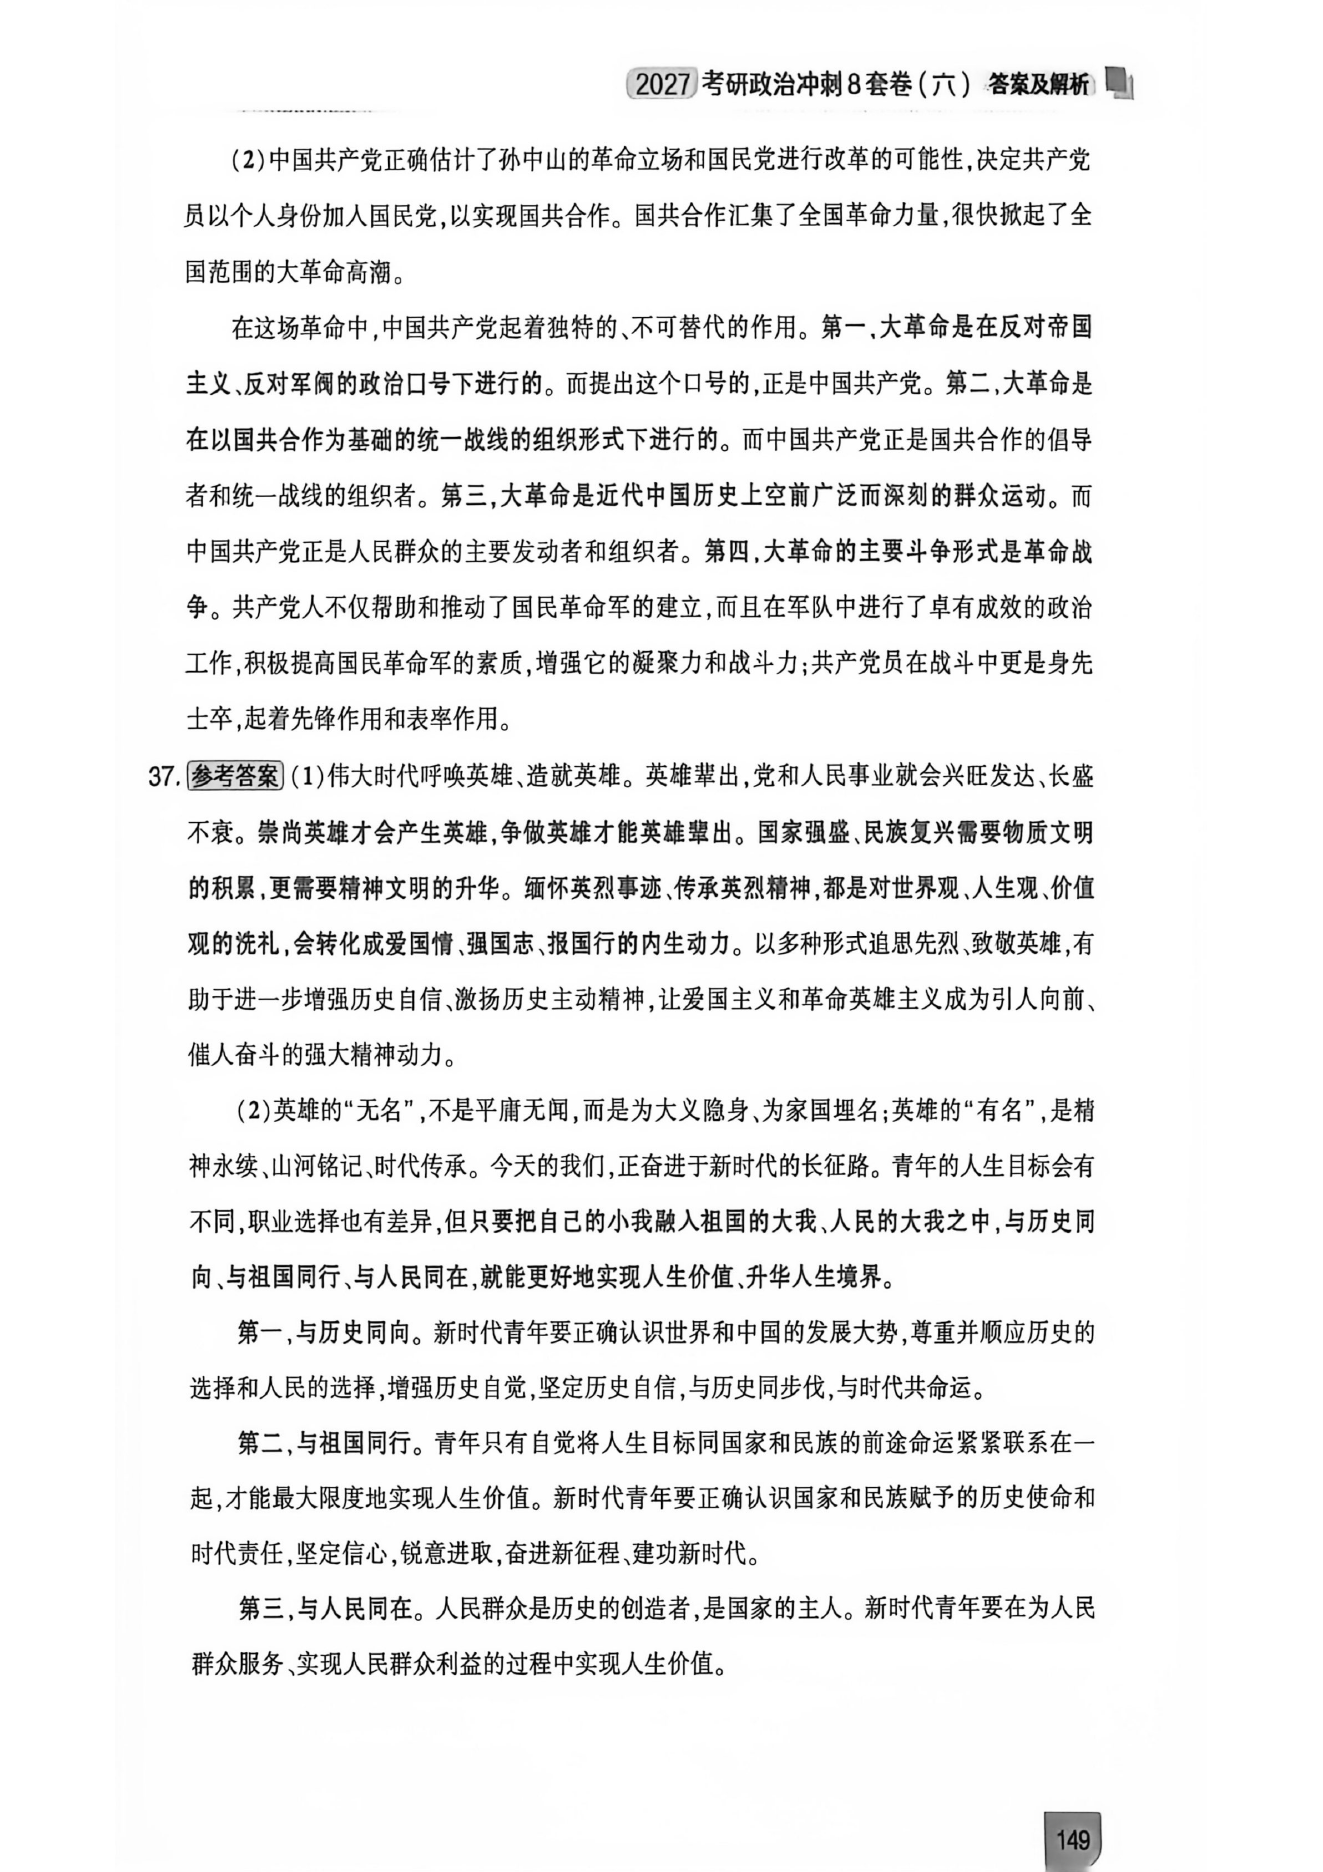 2027 考研政治冲刺8套卷(六) 答案及解析
(2)中国共产党正确估计了孙中山的革命立场和国民党进行改革的可能性,决定共产党
员以个人身份加入国民党,以实现国共合作。国共合作汇集了全国革命力量,很快掀起了全
国范围的大革命高潮。
在这场革命中,中国共产党起着独特的、不可替代的作用。第一,大革命是在反对帝国
主义、反对军阀的政治口号下进行的。而提出这个口号的,正是中国共产党。第二,大革命是
在以国共合作为基础的统一战线的组织形式下进行的。而中国共产党正是国共合作的倡导
者和统一战线的组织者。第三,大革命是近代中国历史上空前广泛而深刻的群众运动。而
中国共产党正是人民群众的主要发动者和组织者。第四,大革命的主要斗争形式是革命战
争。共产党人不仅帮助和推动了国民革命军的建立,而且在军队中进行了卓有成效的政治
工作,积极提高国民革命军的素质,增强它的凝聚力和战斗力;共产党员在战斗中更是身先
士卒,起着先锋作用和表率作用。
37. 参考答案 (1)伟大时代呼唤英雄、造就英雄。英雄辈出,党和人民事业就会兴旺发达、长盛
不衰。崇尚英雄才会产生英雄,争做英雄才能英雄辈出。国家强盛、民族复兴需要物质文明
的积累,更需要精神文明的升华。缅怀英烈事迹、传承英烈精神,都是对世界观、人生观、价值
观的洗礼,会转化成爱国情、强国志、报国行的内生动力。以多种形式追思先烈、致敬英雄,有
助于进一步增强历史自信、激扬历史主动精神,让爱国主义和革命英雄主义成为引人向前、
催人奋斗的强大精神动力。
(2)英雄的“无名”,不是平庸无闻,而是为大义隐身、为家国埋名;英雄的“有名”,是精
神永续、山河铭记、时代传承。今天的我们,正奋进于新时代的长征路。青年的人生目标会有
不同,职业选择也有差异,但只要把自己的小我融入祖国的大我、人民的大我之中,与历史同
向、与祖国同行、与人民同在,就能更好地实现人生价值、升华人生境界。
第一,与历史同向。新时代青年要正确认识世界和中国的发展大势,尊重并顺应历史的
选择和人民的选择,增强历史自觉,坚定历史自信,与历史同步伐,与时代共命运。
第二,与祖国同行。青年只有自觉将人生目标同国家和民族的前途命运紧紧联系在一
起,才能最大限度地实现人生价值。新时代青年要正确认识国家和民族赋予的历史使命和
时代责任,坚定信心,锐意进取,奋进新征程、建功新时代。
第三,与人民同在。人民群众是历史的创造者,是国家的主人。新时代青年要在为人民
群众服务、实现人民群众利益的过程中实现人生价值。
149